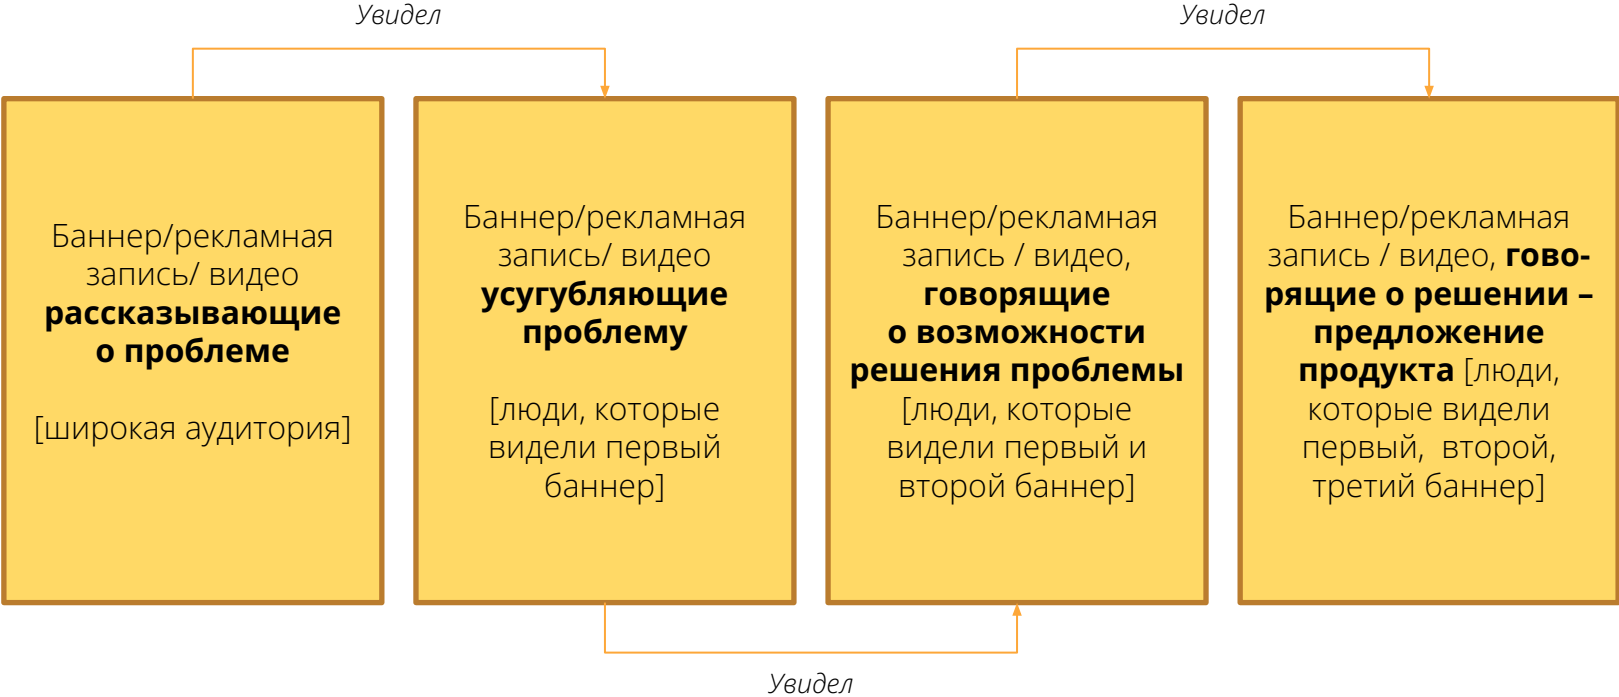 Увидел
Увидел
Баннер/рекламная
запись/ видео
рассказывающие
о проблеме
[широкая аудитория]
Баннер/рекламная
запись/ видео
усугубляющие
проблему
[люди, которые
видели первый
баннер]
Баннер/рекламная
запись / видео,
говорящие
о возможности
решения проблемы
[люди, которые
видели первый и
второй баннер]
Баннер/рекламная
запись / видео, гово-
рящие о решении –
предложение
продукта [люди,
которые видели
первый, второй,
третий баннер]
Увидел